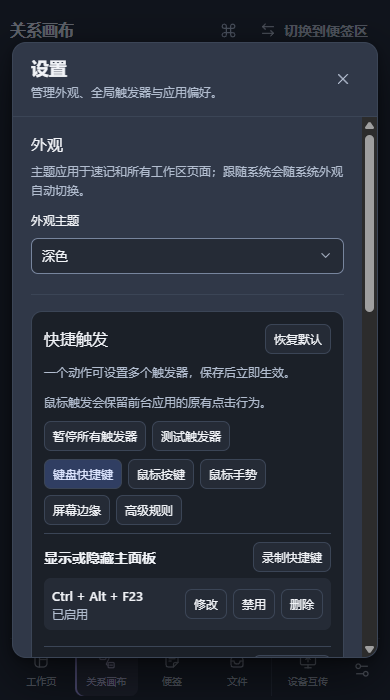 关系画布
切换到便签区
设置
管理外观、全局触发器与应用偏好。
外观
主题应用于速记和所有工作区页面；跟随系统会随系统外观
自动切换。
外观主题
深色
快捷触发
恢复默认
一个动作可设置多个触发器，保存后立即生效。
鼠标触发会保留前台应用的原有点击行为。
暂停所有触发器
测试触发器
键盘快捷键
鼠标按键
鼠标手势
屏幕边缘
高级规则
显示或隐藏主面板
录制快捷键
Ctrl + Alt + F23
已启用
修改
禁用
删除
工作页
关系画布
便签
文件
设备互传